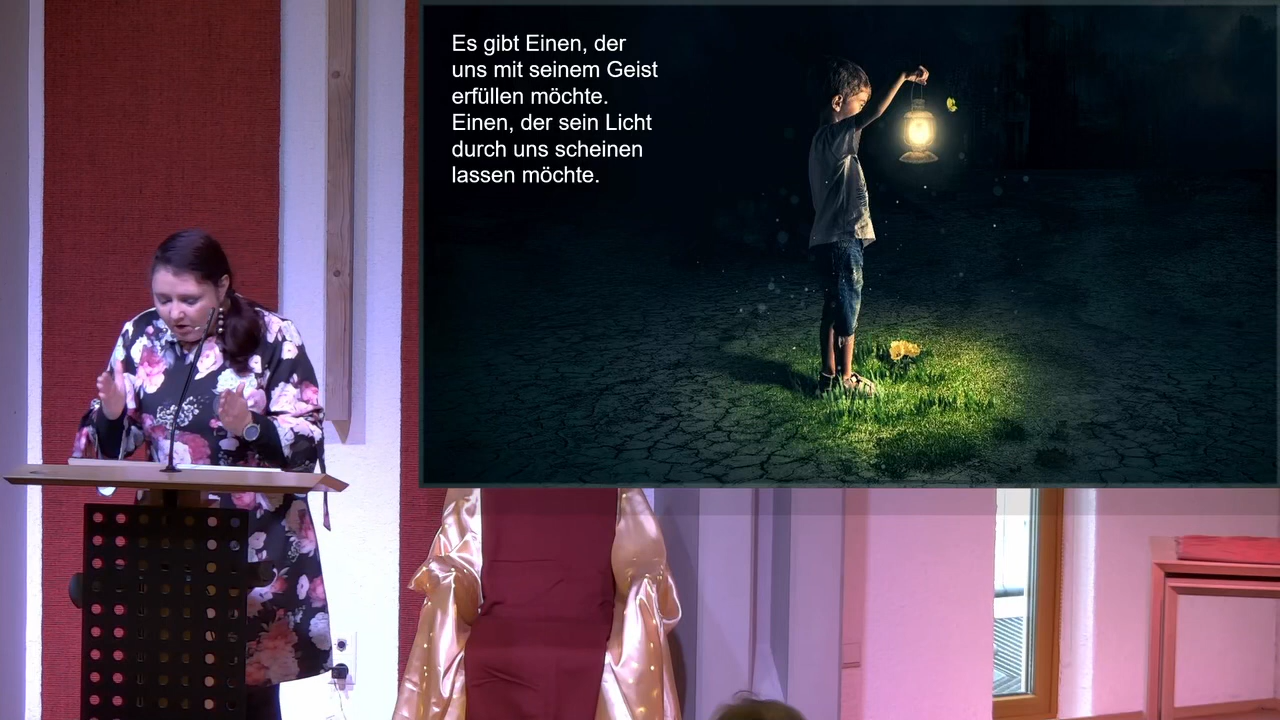 Es gibt Einen, der
uns mit seinem Geist
erfüllen möchte.
Einen, der sein Licht
durch uns scheinen
lassen möchte.